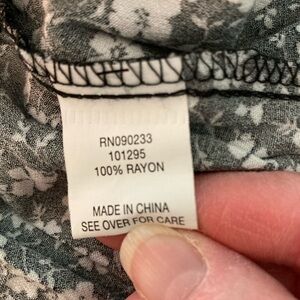 RN090233
101295
100% RAYON
MADE IN CHINA
SEE OVER FOR CARE